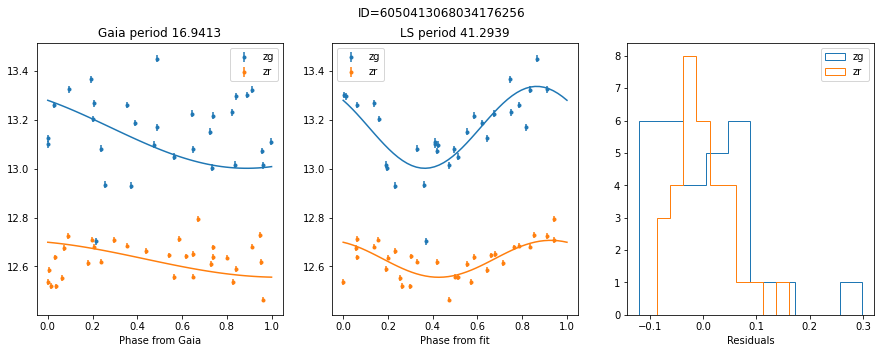 ID=6050413068034176256
Gaia period 16.9413
LS period 41.2939
zg
zr
zg
zr
zg
zr
13.4
13.2
13.0
12.8
12.6
13.4
13.2
13.0
12.8
12.6
8
7
6
5
4
3
2
1
0
0.0 0.2 0.4 0.6 0.8 1.0
0.0 0.2 0.4 0.6 0.8 1.0
−0.1 0.0 0.1 0.2 0.3
Phase from Gaia
Phase from fit
Residuals